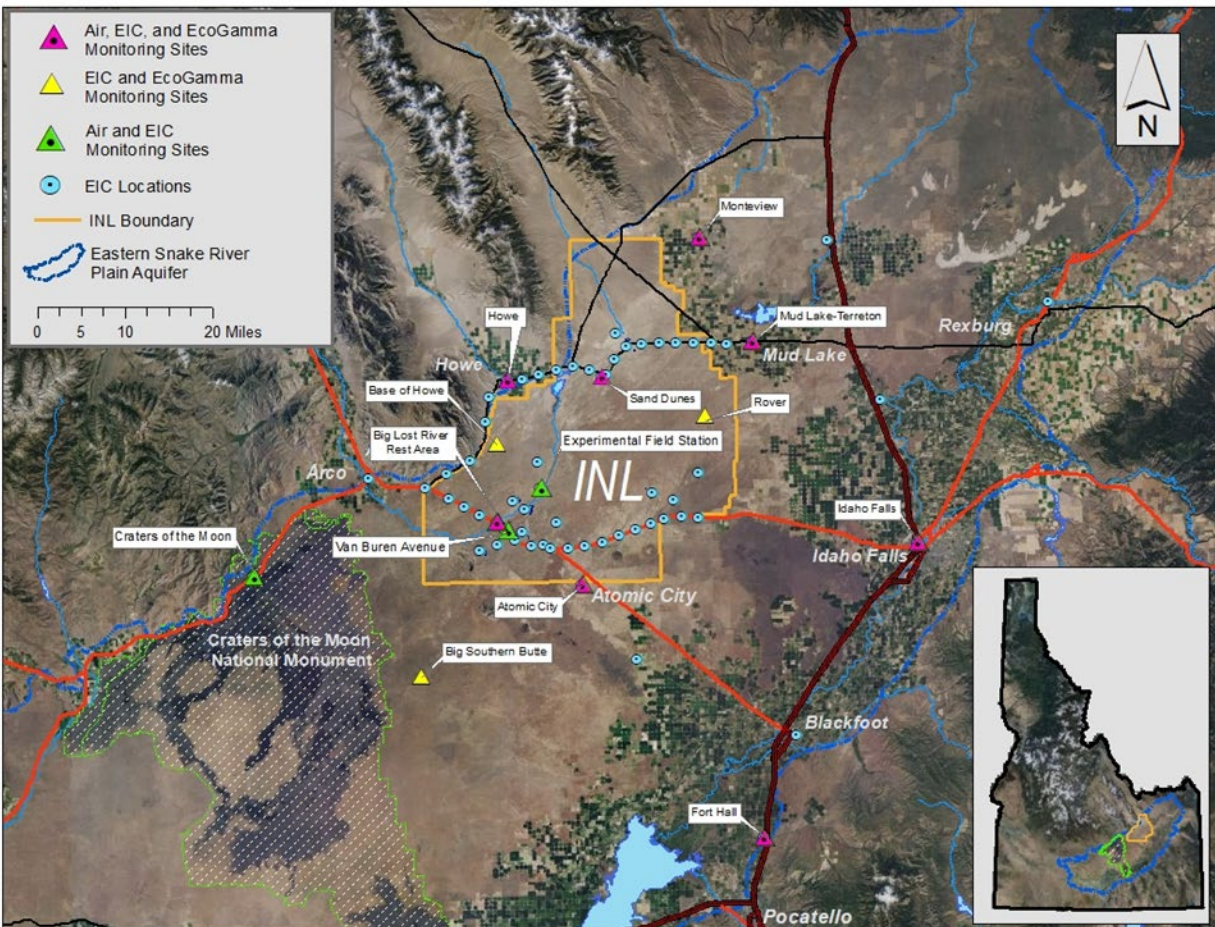 Air, EIC, and EcoGamma
Monitoring Sites
EIC and EcoGamma
Monitoring Sites
Air and EIC
Monitoring Sites
EIC Locations
INL Boundary
Eastern Snake River
Plain Aquifer
0 5 10 20 Miles
N
Monteview
Howe
Mud Lake-Terreton
Rexburg
Howe
Mud Lake
Base of Howe
Sand Dunes
Rover
Big Lost River
Rest Area
Experimental Field Station
Arco
INL
Craters of the Moon
Van Buren Avenue
Idaho Falls
Idaho Falls
Atomic City
Atomic City
Craters of the Moon
National Monument
Big Southern Butte
Blackfoot
Fort Hall
Pocatello